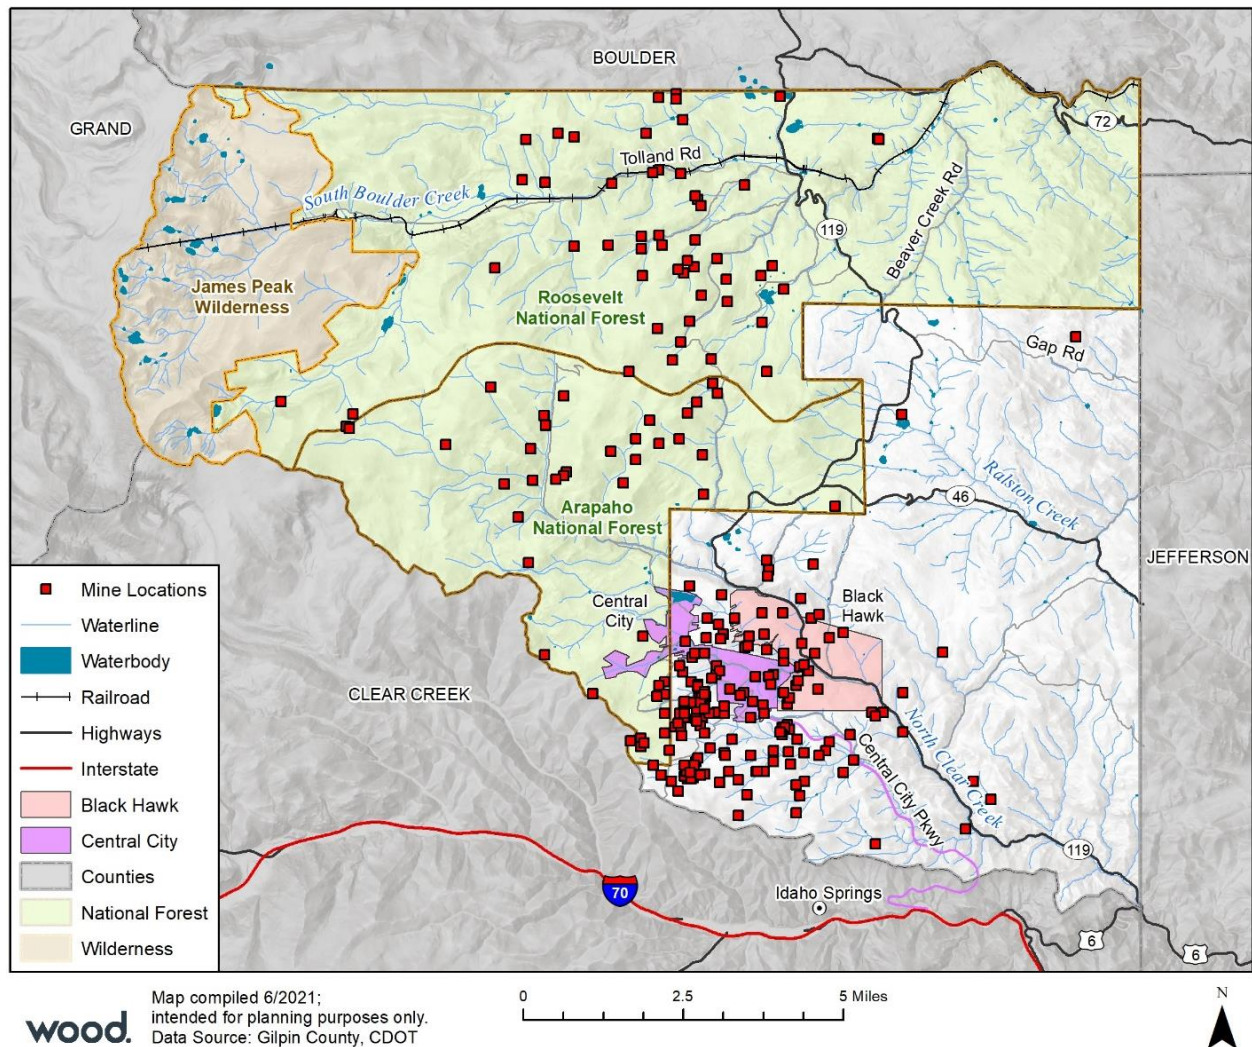 BOULDER
GRAND
72
Tolland Rd
South Boulder Creek
119
Beaver Creek Rd
James Peak
Wilderness
Roosevelt
National Forest
Gap Rd
Ralston Creek
46
Arapaho
National Forest
JEFFERSON
Central
City
Black
Hawk
CLEAR CREEK
North Clear Creek
Central City Pkwy
119
70
Idaho Springs
6
6
Mine Locations
Waterline
Waterbody
Railroad
Highways
Interstate
Black Hawk
Central City
Counties
National Forest
Wilderness
wood.
Map compiled 6/2021;
intended for planning purposes only.
Data Source: Gilpin County, CDOT
0 2.5 5 Miles
N